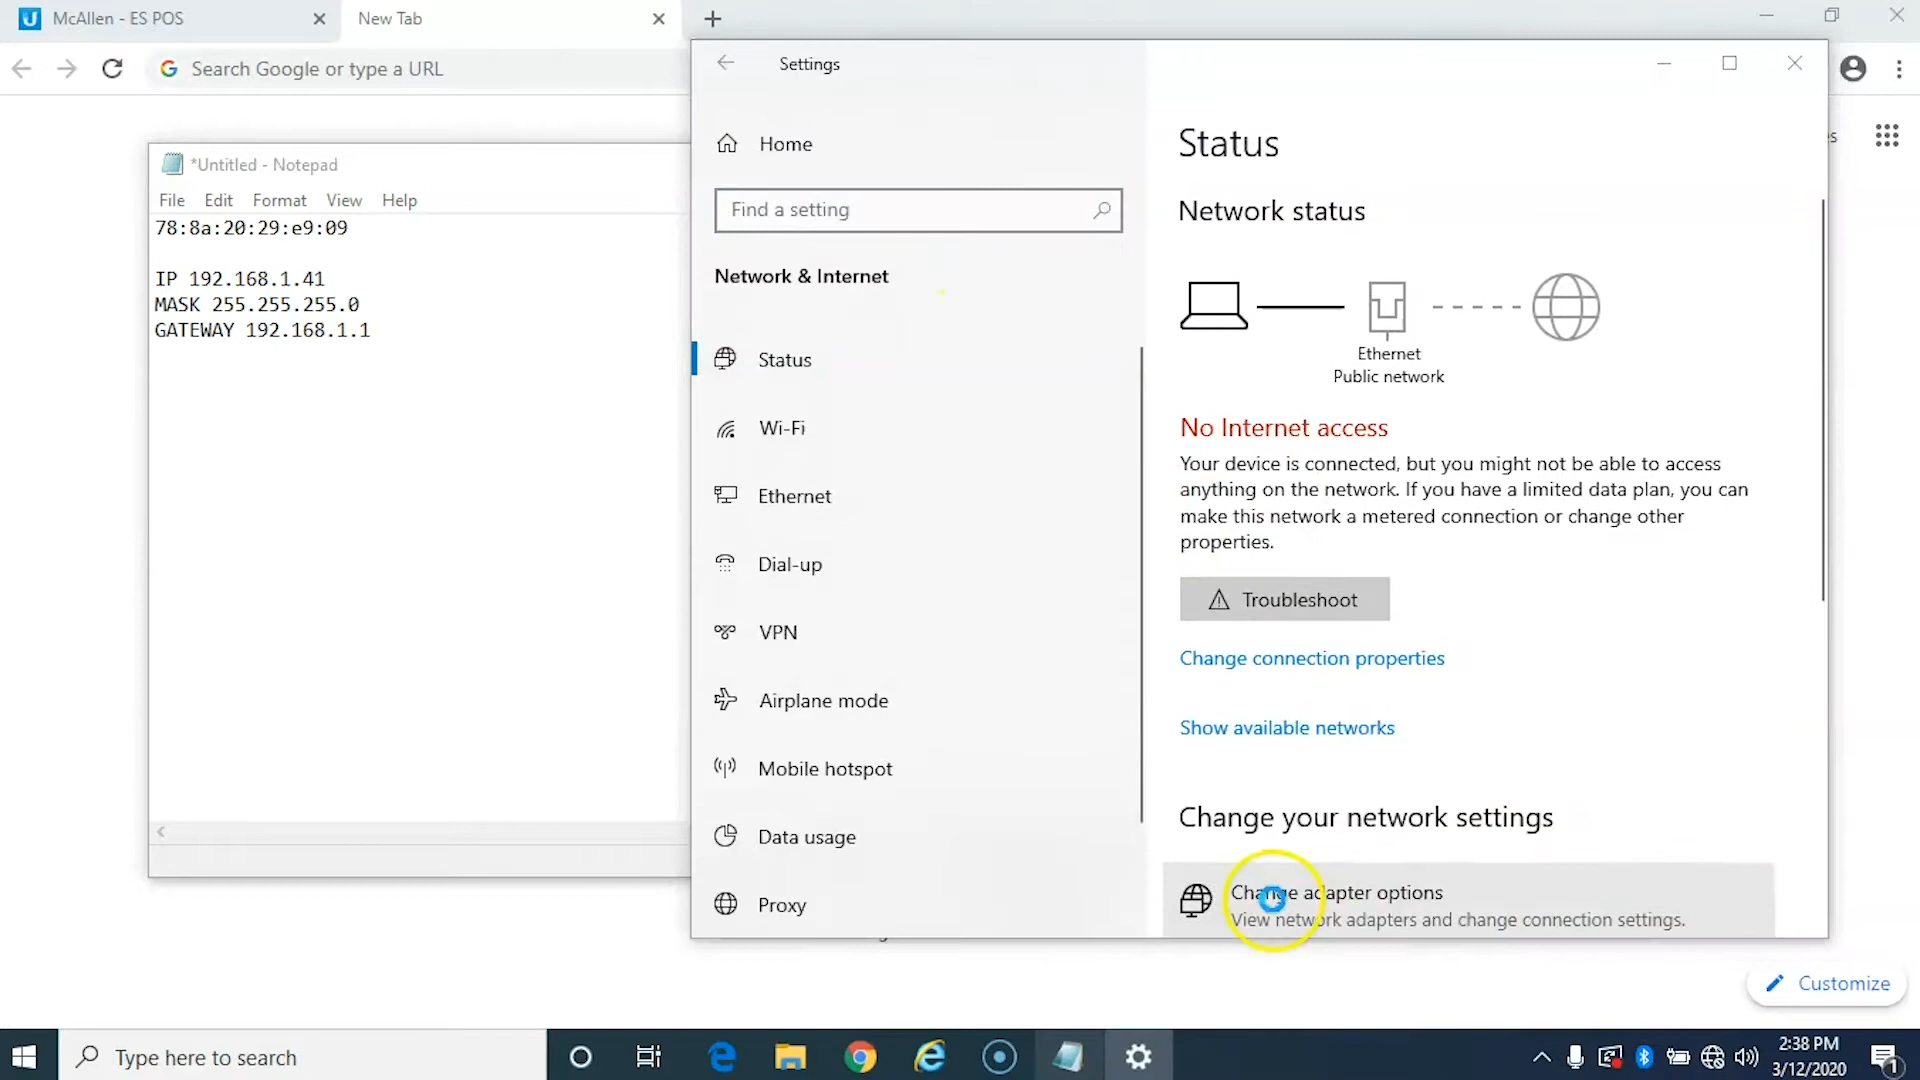 McAllen - ES POS
New Tab
Search Google or type a URL
*Untitled - Notepad
File Edit Format View Help
78:8a:20:29:e9:09
IP 192.168.1.41
MASK 255.255.255.0
GATEWAY 192.168.1.1
Settings
Home
Find a setting
Network & Internet
Status
Wi-Fi
Ethernet
Dial-up
VPN
Airplane mode
Mobile hotspot
Data usage
Proxy
Status
Network status
Ethernet
Public network
No Internet access
Your device is connected, but you might not be able to access
anything on the network. If you have a limited data plan, you can
make this network a metered connection or change other
properties.
Troubleshoot
Change connection properties
Show available networks
Change your network settings
Change adapter options
View network adapters and change connection settings.
Customize
Type here to search
2:38 PM
3/12/2020
1